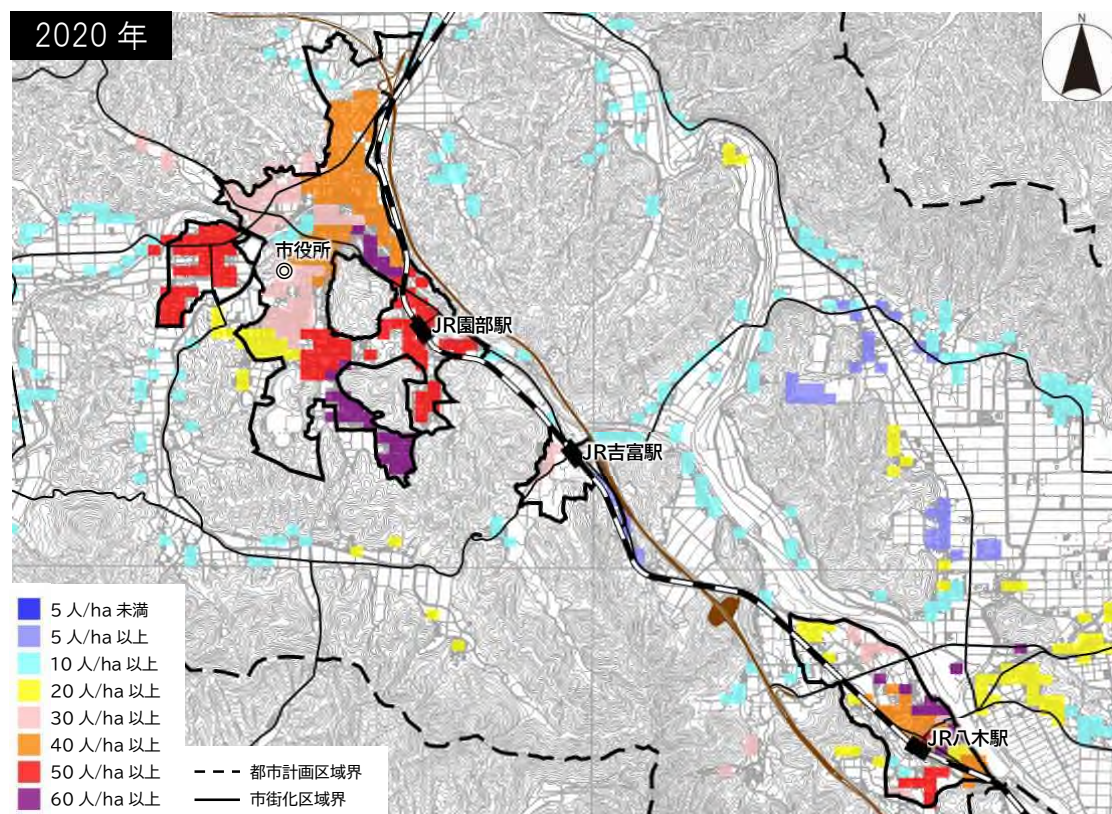 2020 年
N
市役所
◎
JR園部駅
JR吉富駅
JR八木駅
5 人/ha 未満
5 人/ha 以上
10 人/ha 以上
20 人/ha 以上
30 人/ha 以上
40 人/ha 以上
50 人/ha 以上
60 人/ha 以上
都市計画区域界
市街化区域界